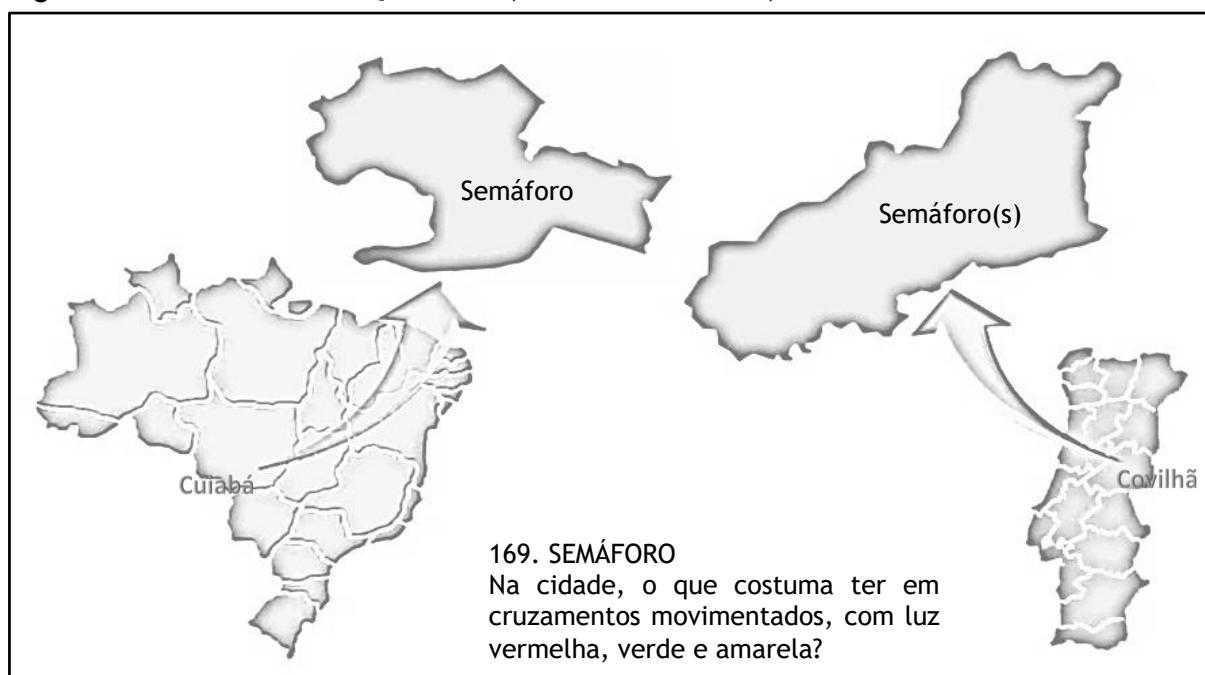 Semáforo
Semáforo(s)
Cuiabá
Covilhã
169. SEMÁFORO
Na cidade, o que costuma ter em
cruzamentos movimentados, com luz
vermelha, verde e amarela?